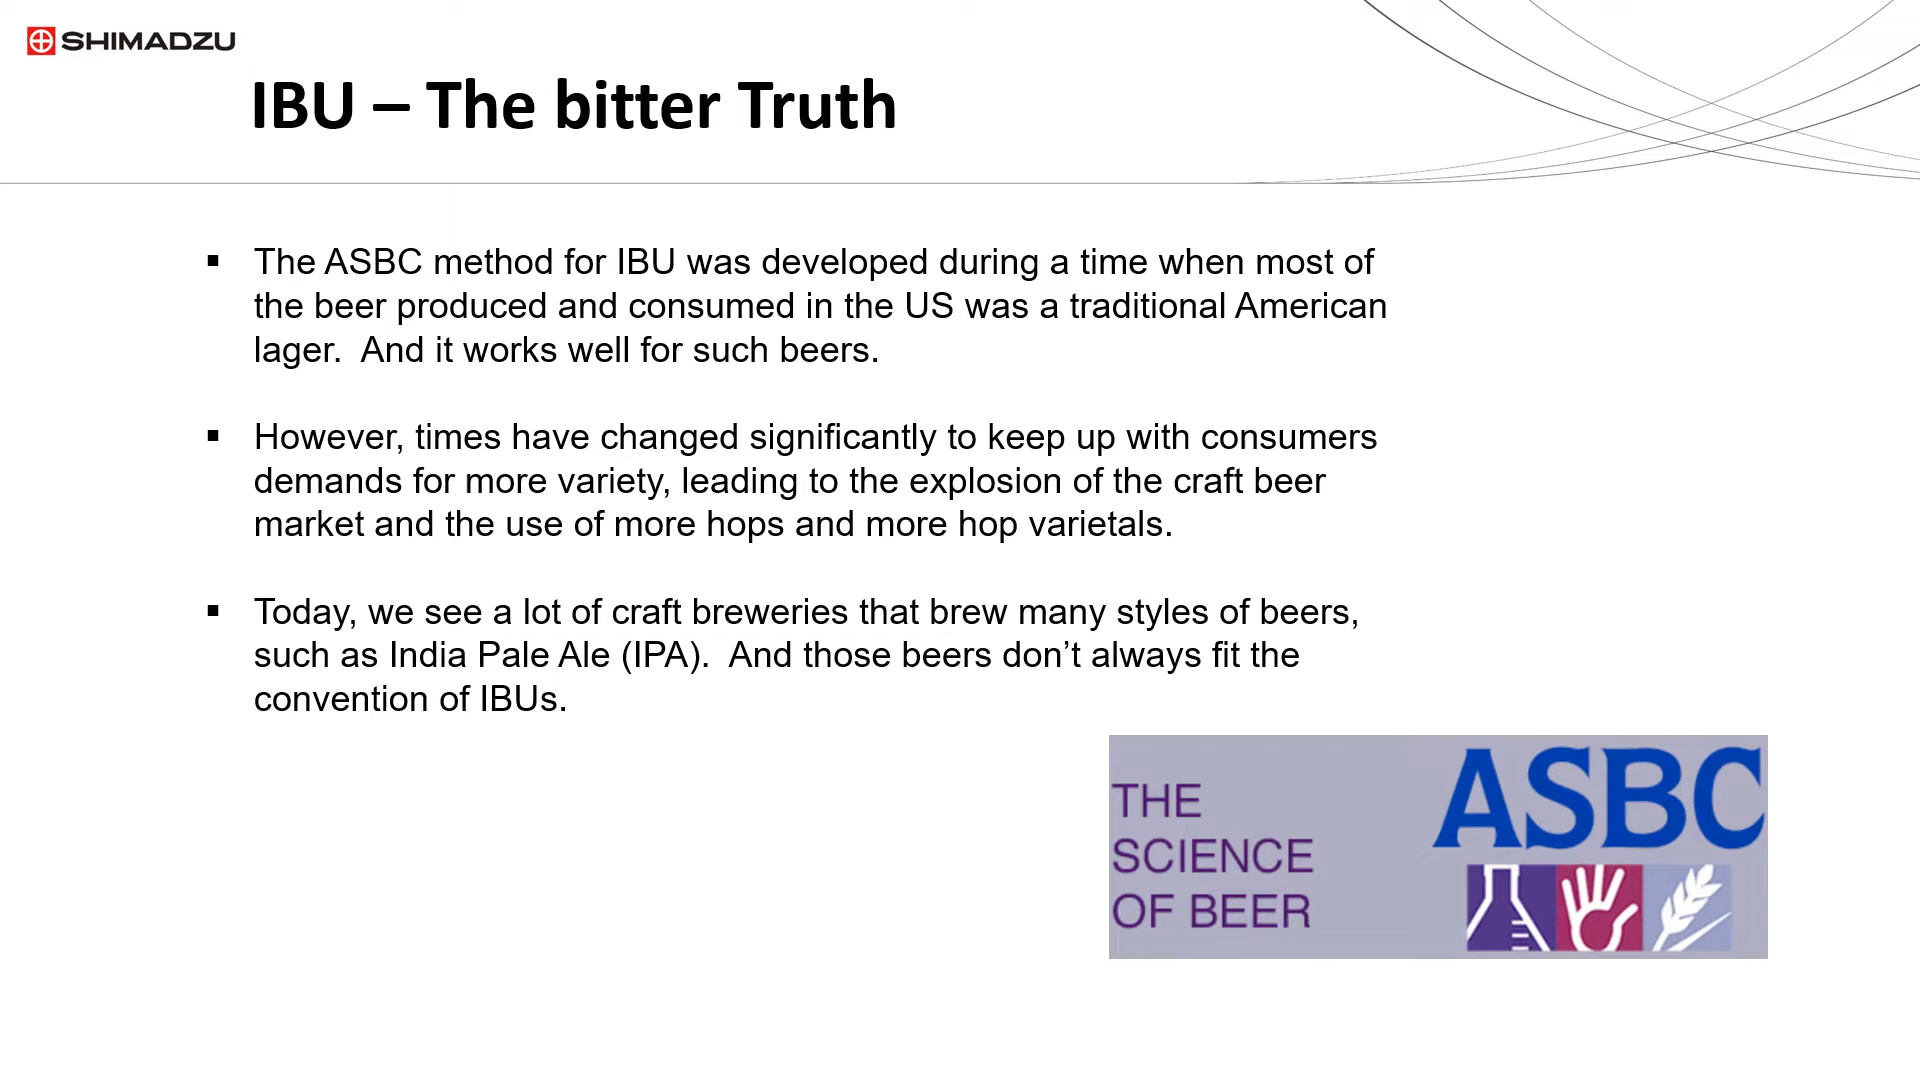 SHIMADZU
IBU – The bitter Truth
▪ The ASBC method for IBU was developed during a time when most of
the beer produced and consumed in the US was a traditional American
lager.  And it works well for such beers.
▪ However, times have changed significantly to keep up with consumers
demands for more variety, leading to the explosion of the craft beer
market and the use of more hops and more hop varietals.
▪ Today, we see a lot of craft breweries that brew many styles of beers,
such as India Pale Ale (IPA).  And those beers don’t always fit the
convention of IBUs.
THE
SCIENCE
OF BEER
ASBC